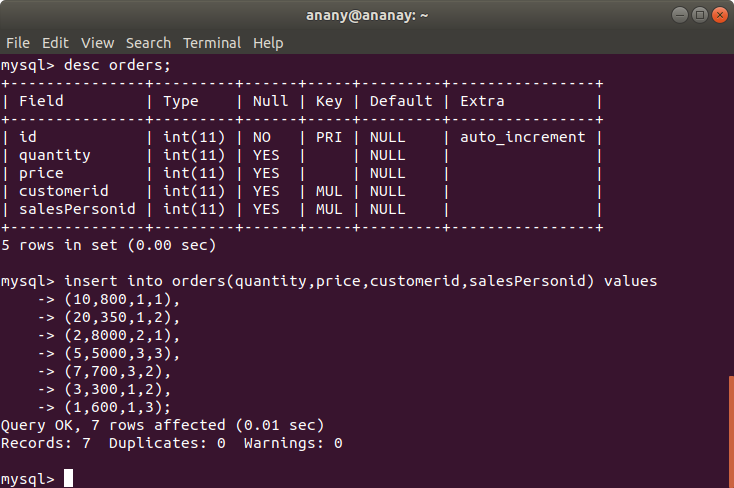 anany@ananay: ~
File Edit View Search Terminal Help
mysql> desc orders;
+---------------+---------+------+-----+---------+----------------+
| Field         | Type    | Null | Key | Default | Extra          |
+---------------+---------+------+-----+---------+----------------+
| id            | int(11) | NO   | PRI | NULL    | auto_increment |
| quantity      | int(11) | YES  |     | NULL    |                |
| price         | int(11) | YES  |     | NULL    |                |
| customerid    | int(11) | YES  | MUL | NULL    |                |
| salesPersonid | int(11) | YES  | MUL | NULL    |                |
+---------------+---------+------+-----+---------+----------------+
5 rows in set (0.00 sec)
mysql> insert into orders(quantity,price,customerid,salesPersonid) values
    -> (10,800,1,1),
    -> (20,350,1,2),
    -> (2,8000,2,1),
    -> (5,5000,3,3),
    -> (7,700,3,2),
    -> (3,300,1,2),
    -> (1,600,1,3);
Query OK, 7 rows affected (0.01 sec)
Records: 7  Duplicates: 0  Warnings: 0
mysql>